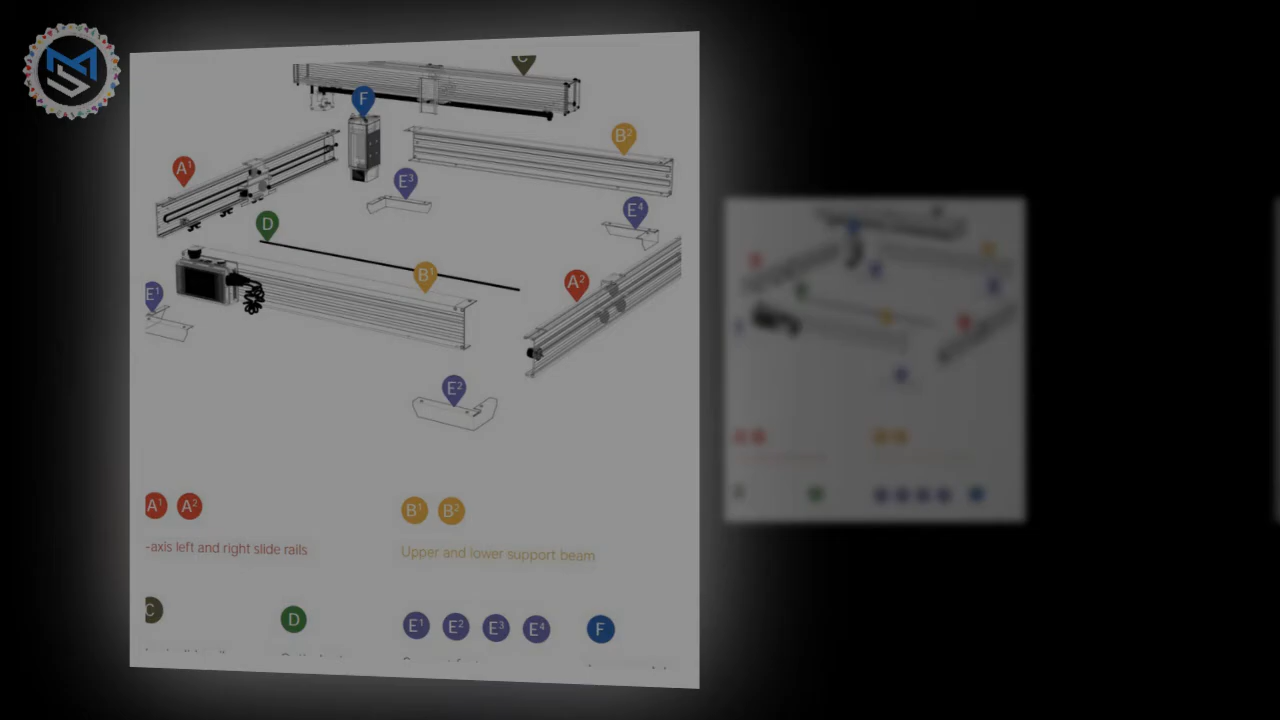 C
F
B²
A¹
E³
E⁴
D
B¹
A²
E¹
E²
A¹ A² B¹ B²
-axis left and right slide rails Upper and lower support beam
C D E¹ E² E³ E⁴ F